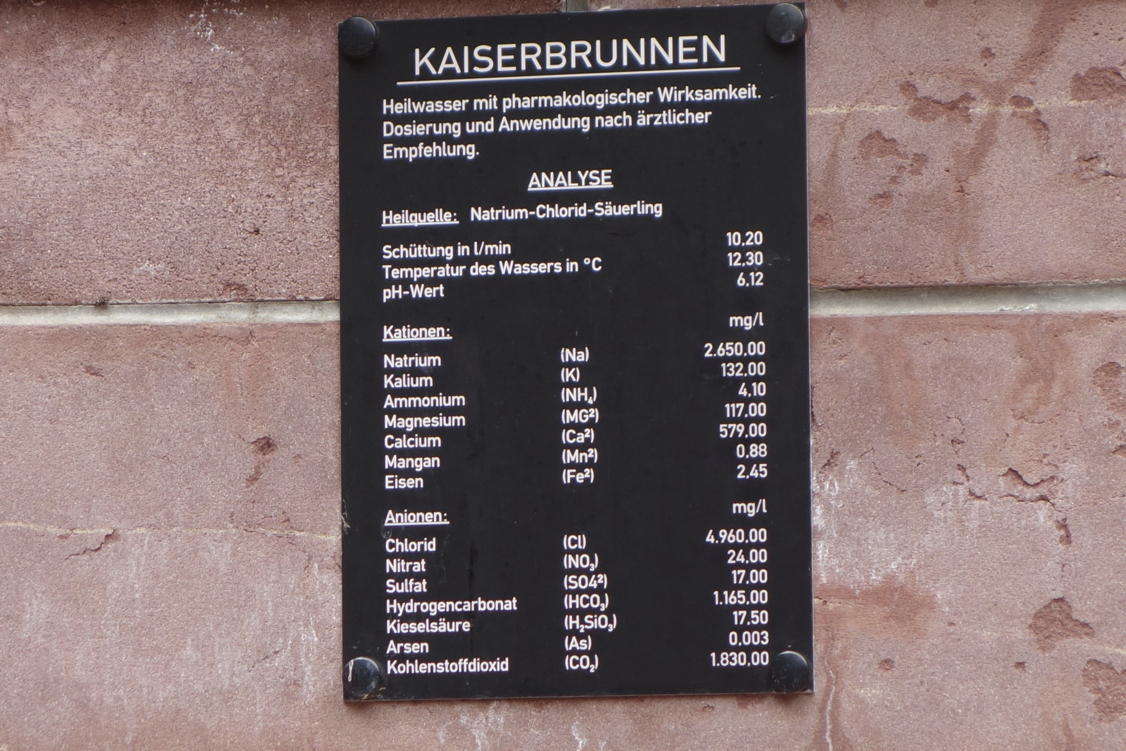 KAISERBRUNNEN
Heilwasser mit pharmakologischer Wirksamkeit.
Dosierung und Anwendung nach ärztlicher
Empfehlung.
ANALYSE
Heilquelle: Natrium-Chlorid-Säuerling
Schüttung in l/min 10,20
Temperatur des Wassers in °C 12,30
pH-Wert 6,12
Kationen: mg/l
Natrium (Na) 2.650,00
Kalium (K) 132,00
Ammonium (NH₄) 4,10
Magnesium (MG²) 117,00
Calcium (Ca²) 579,00
Mangan (Mn²) 0,88
Eisen (Fe²) 2,45
Anionen: mg/l
Chlorid (Cl) 4.960,00
Nitrat (NO₃) 24,00
Sulfat (SO4²) 17,00
Hydrogencarbonat (HCO₃) 1.165,00
Kieselsäure (H₂SiO₃) 17,50
Arsen (As) 0,003
Kohlenstoffdioxid (CO₂) 1.830,00